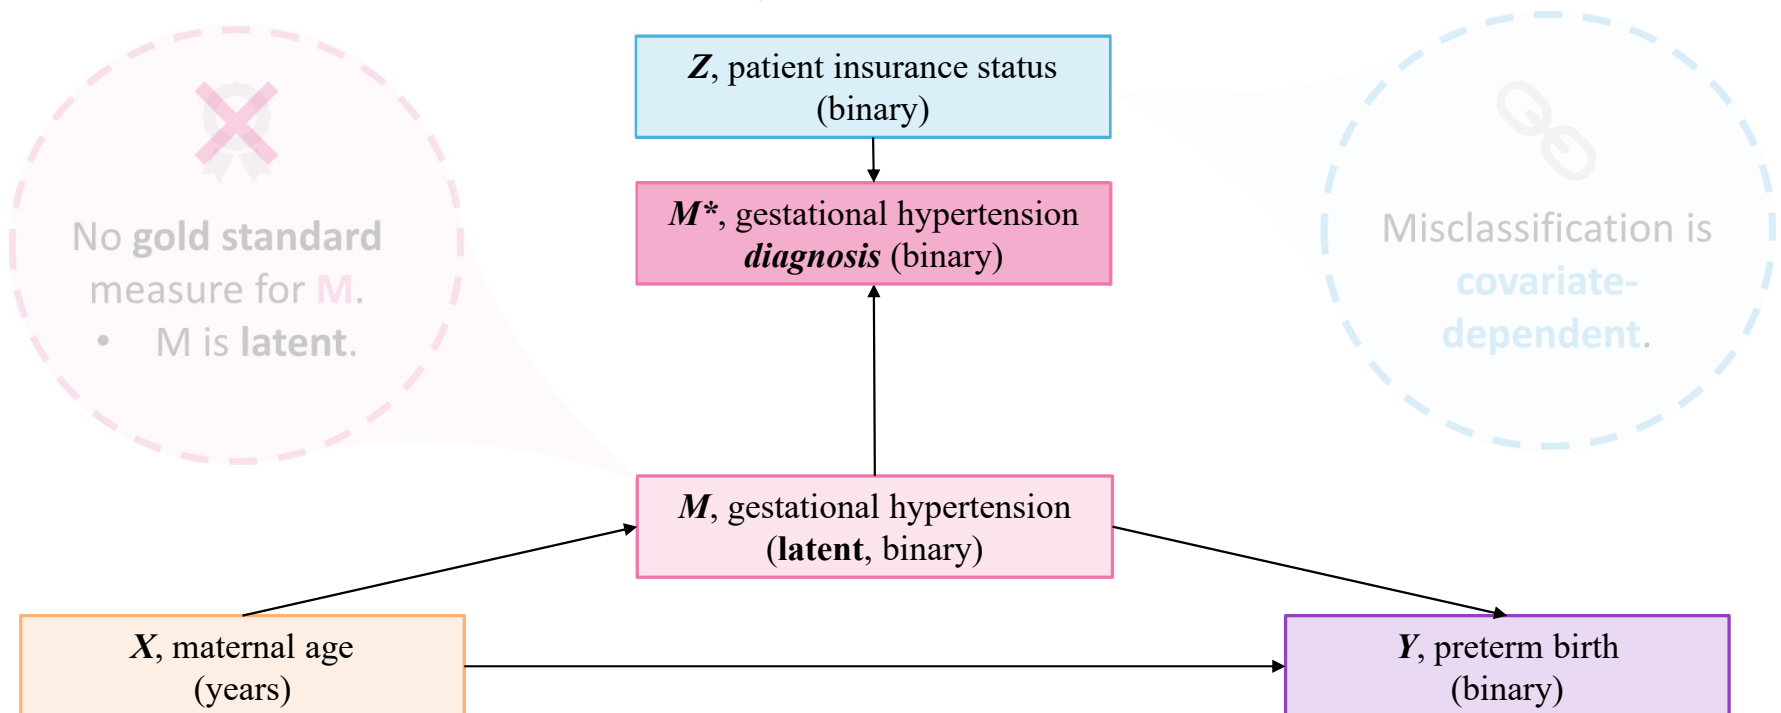 Z, patient insurance status
(binary)
M*, gestational hypertension
diagnosis (binary)
No gold standard
measure for M.
• M is latent.
Misclassification is
covariate-
dependent.
M, gestational hypertension
(latent, binary)
X, maternal age
(years)
Y, preterm birth
(binary)